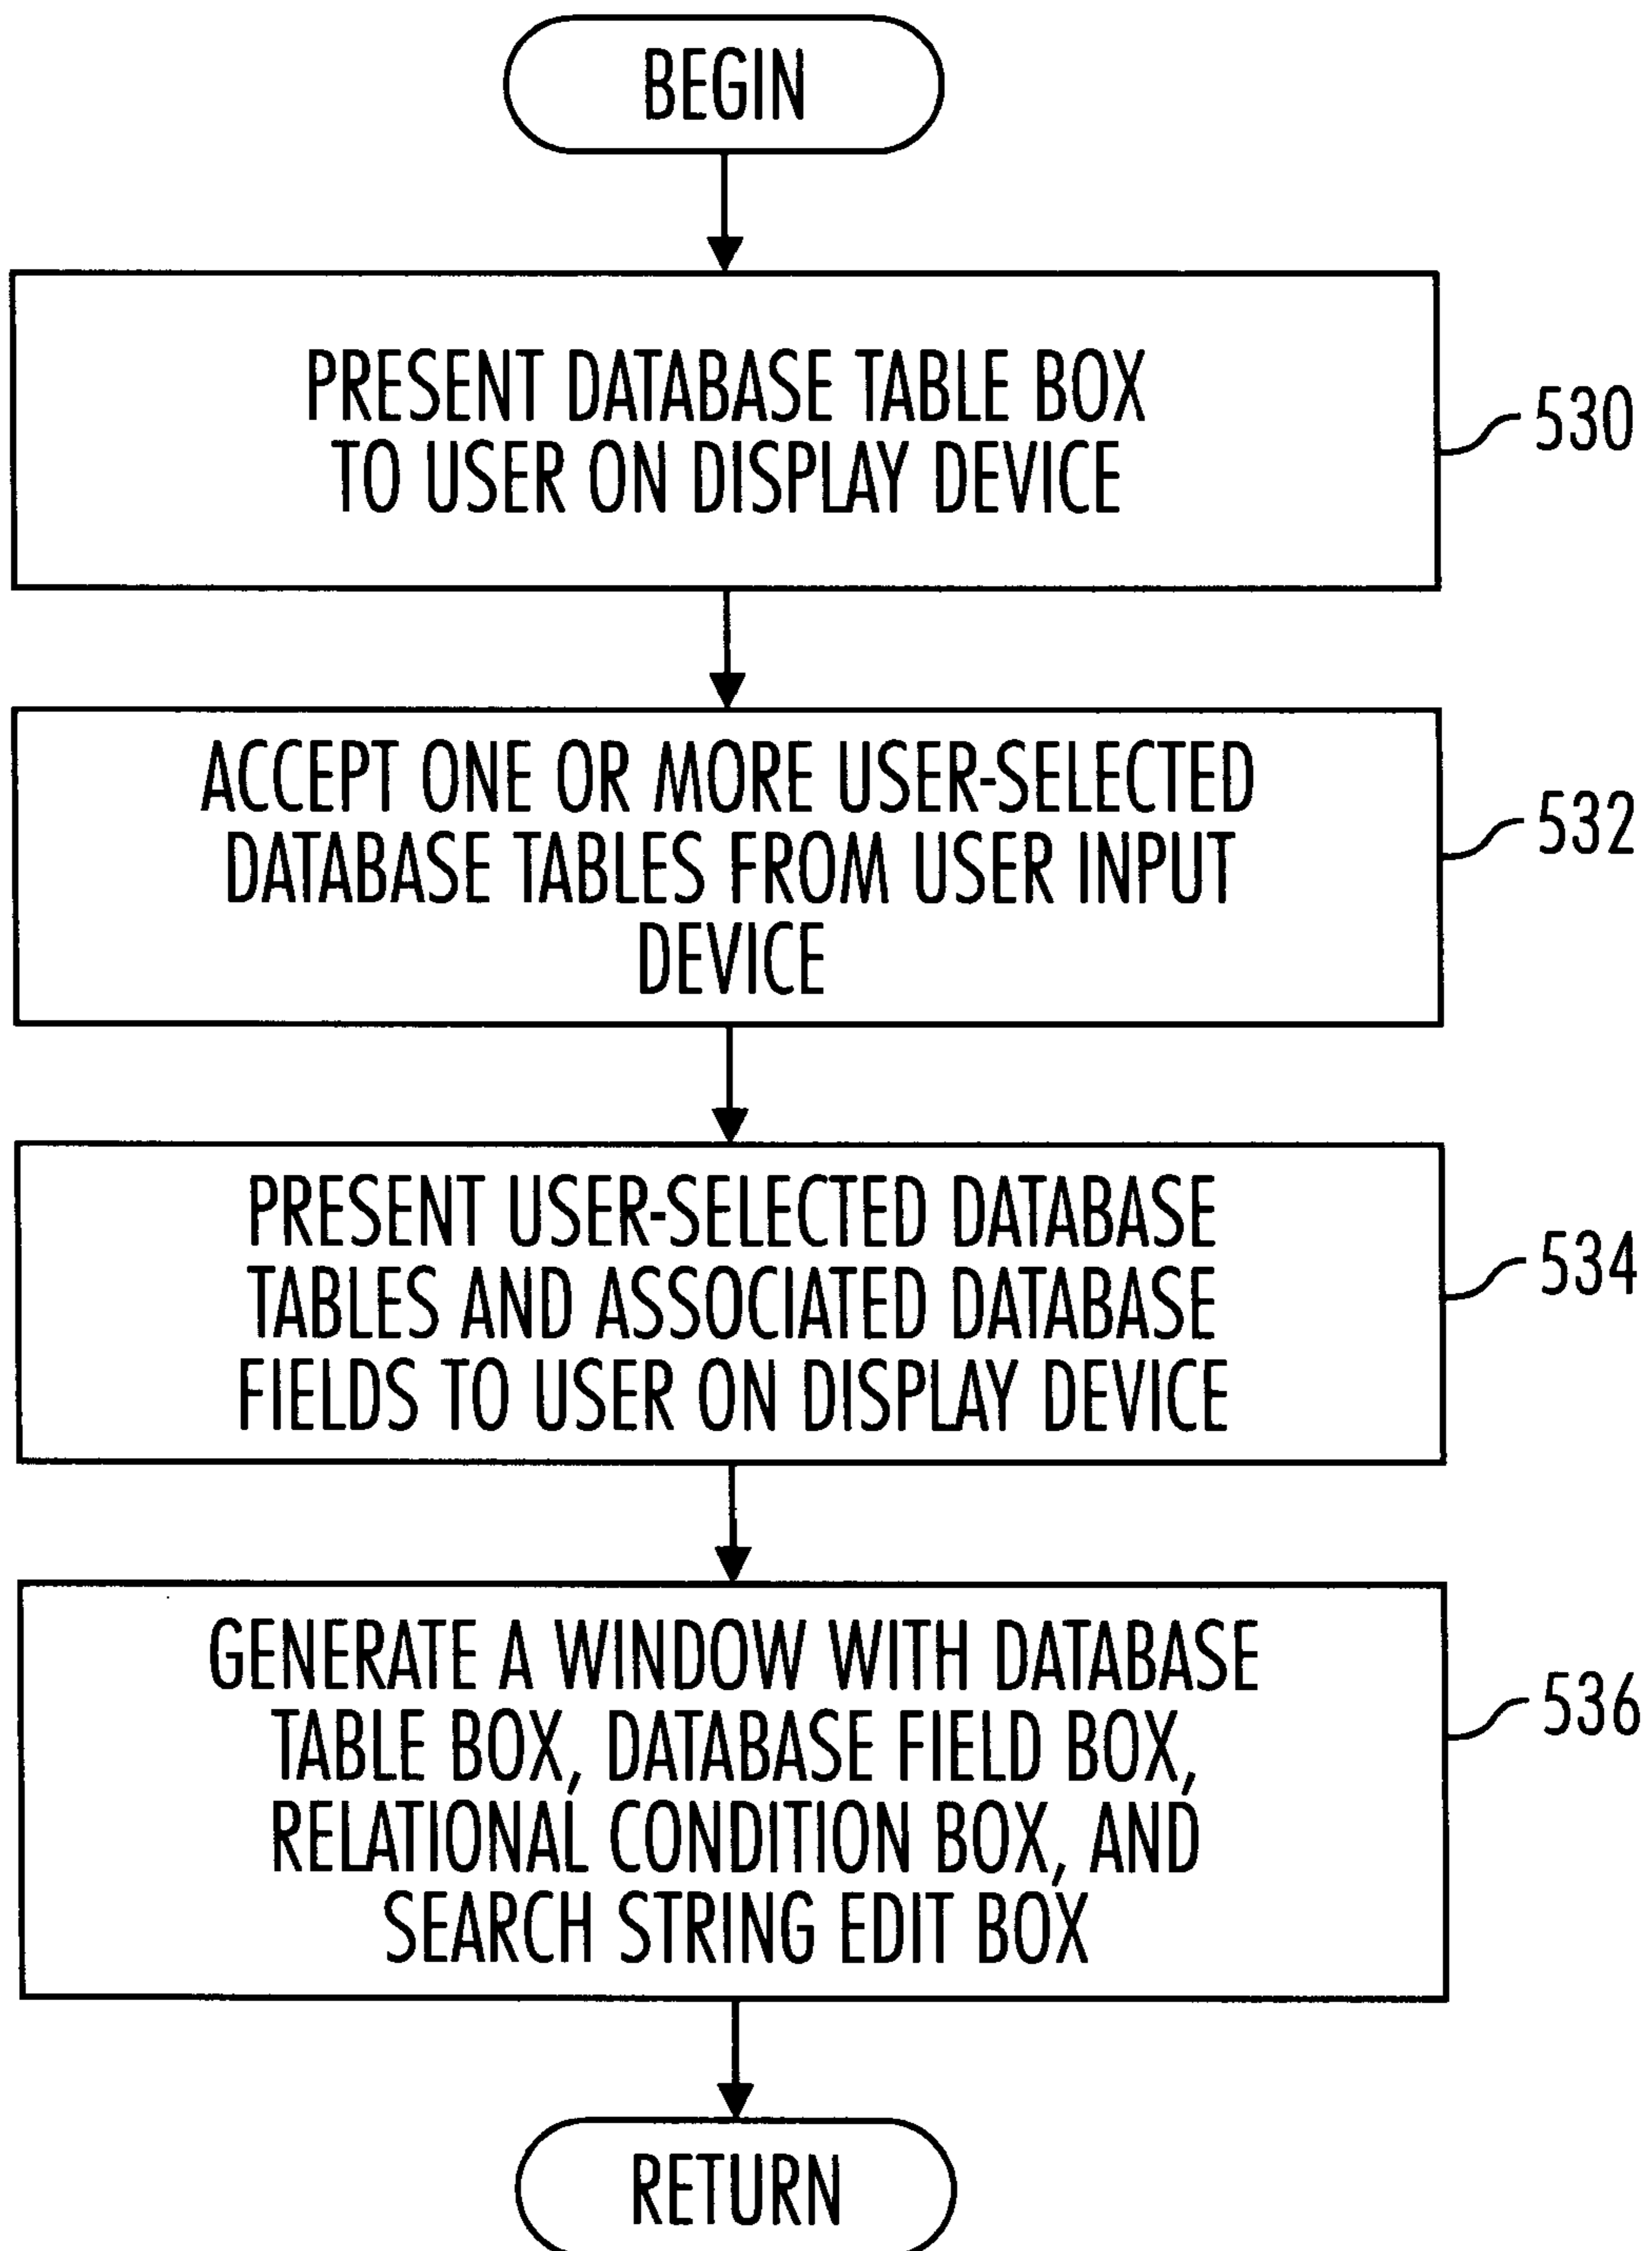 BEGIN
PRESENT DATABASE TABLE BOX
TO USER ON DISPLAY DEVICE
530
ACCEPT ONE OR MORE USER-SELECTED
DATABASE TABLES FROM USER INPUT
DEVICE
532
PRESENT USER-SELECTED DATABASE
TABLES AND ASSOCIATED DATABASE
FIELDS TO USER ON DISPLAY DEVICE
534
GENERATE A WINDOW WITH DATABASE
TABLE BOX, DATABASE FIELD BOX,
RELATIONAL CONDITION BOX, AND
SEARCH STRING EDIT BOX
536
RETURN